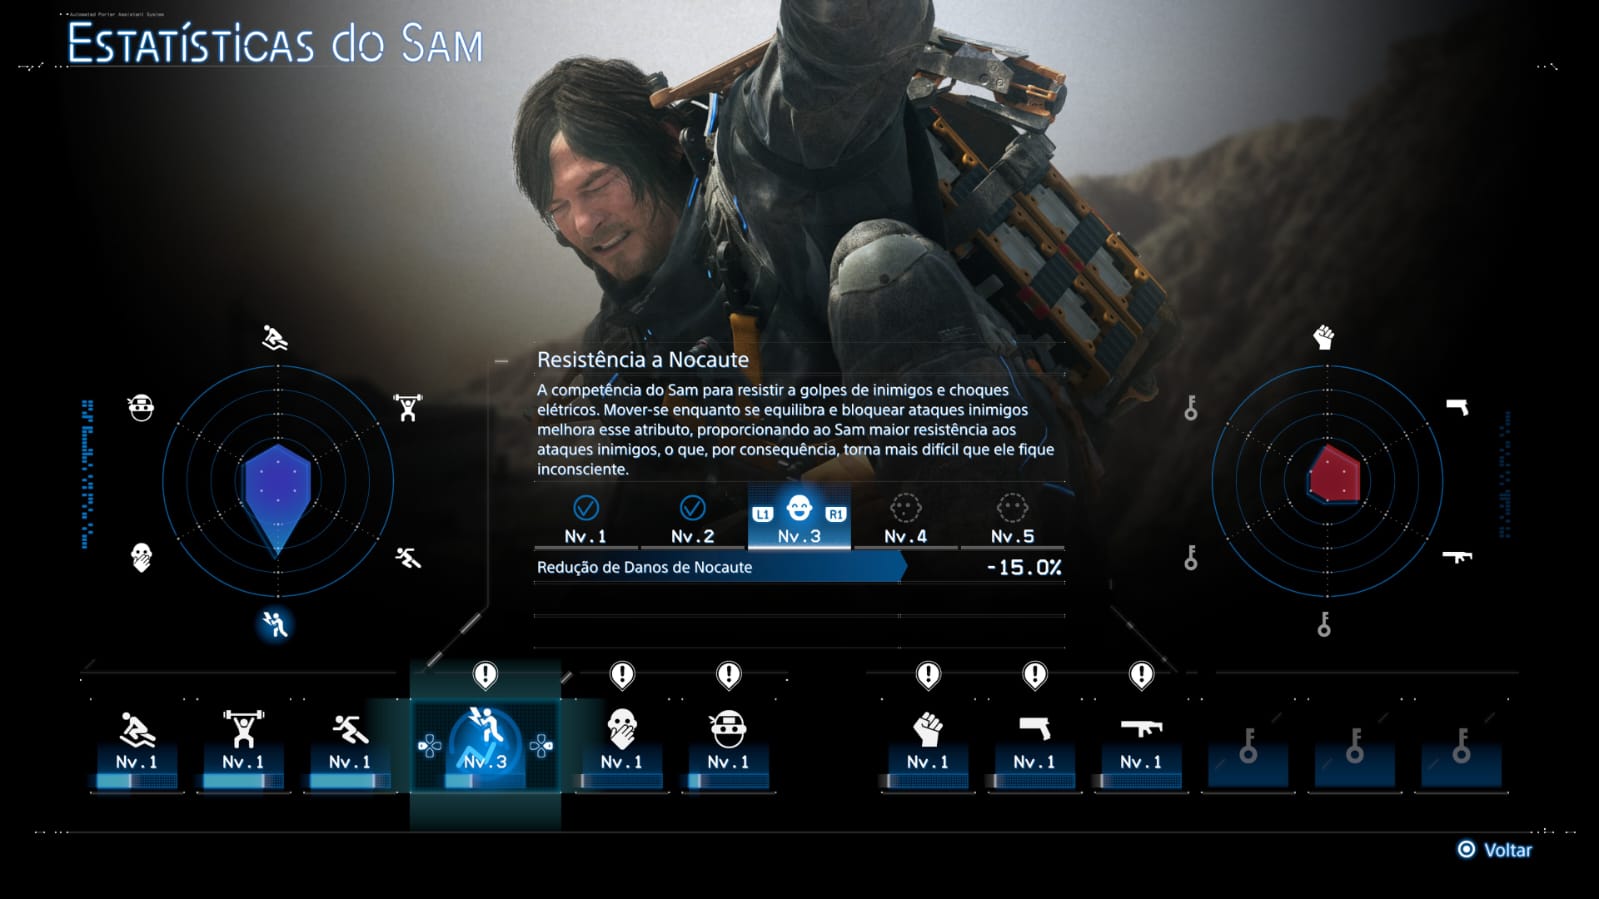 Automated Porter Assistant System
Estatísticas do Sam
Resistência a Nocaute
A competência do Sam para resistir a golpes de inimigos e choques
elétricos. Mover-se enquanto se equilibra e bloquear ataques inimigos
melhora esse atributo, proporcionando ao Sam maior resistência aos
ataques inimigos, o que, por consequência, torna mais difícil que ele fique
inconsciente.
L1 R1
Nv.1 Nv.2 Nv.3 Nv.4 Nv.5
Redução de Danos de Nocaute -15.0%
Nv.1 Nv.1 Nv.1 Nv.3 Nv.1 Nv.1 Nv.1 Nv.1 Nv.1
Voltar